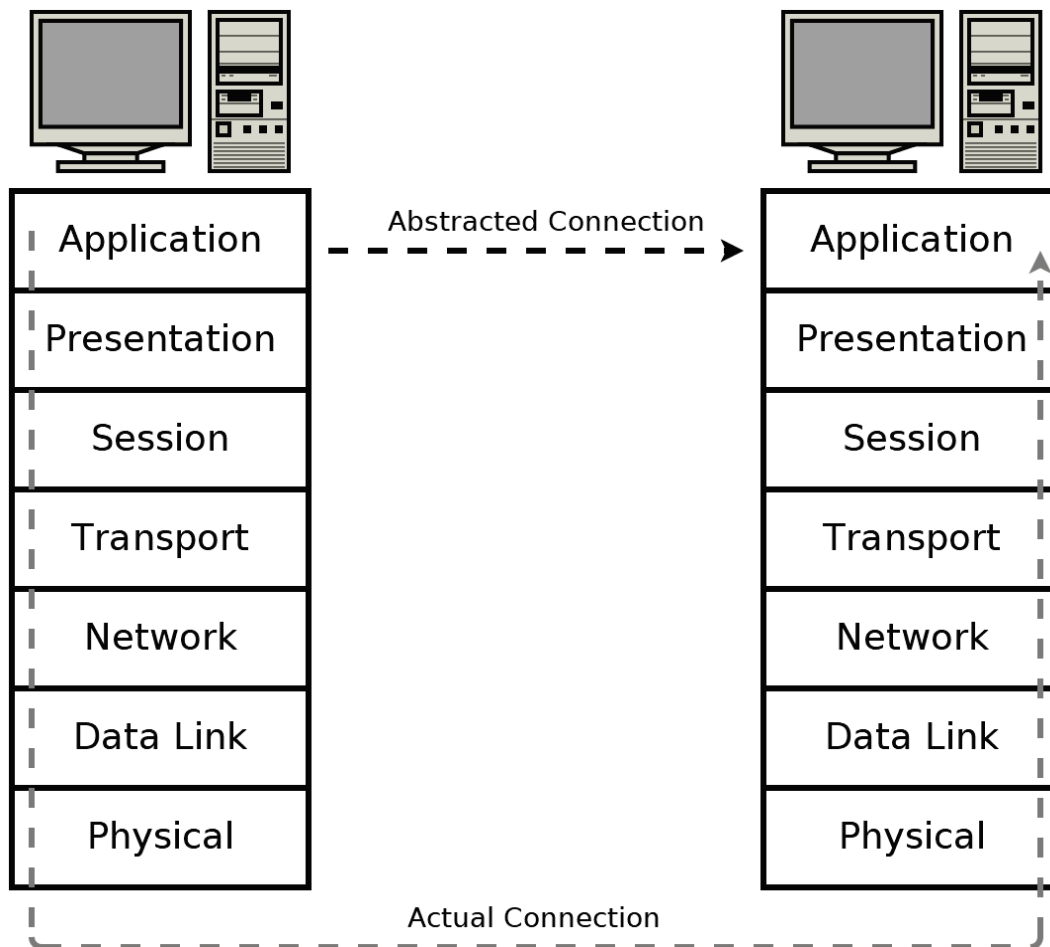 Abstracted Connection
Application
Application
Presentation
Presentation
Session
Session
Transport
Transport
Network
Network
Data Link
Data Link
Physical
Physical
Actual Connection